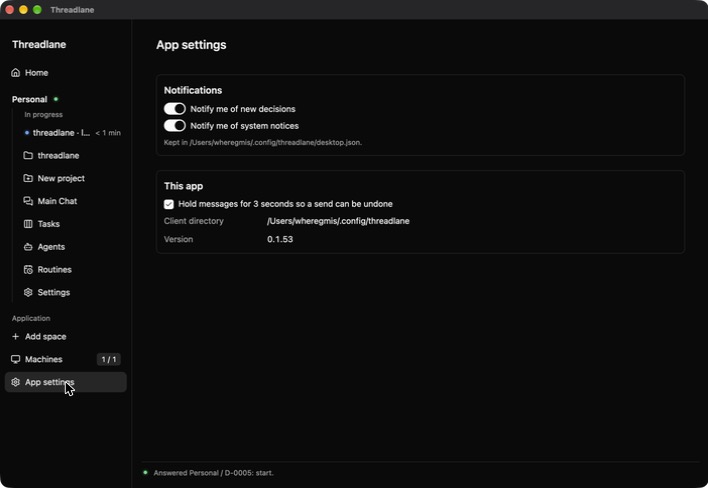 Threadlane
Threadlane
Home
Personal
In progress
threadlane - l... < 1 min
threadlane
New project
Main Chat
Tasks
Agents
Routines
Settings
Application
Add space
Machines 1 / 1
App settings
App settings
Notifications
Notify me of new decisions
Notify me of system notices
Kept in /Users/wheregmis/.config/threadlane/desktop.json.
This app
Hold messages for 3 seconds so a send can be undone
Client directory /Users/wheregmis/.config/threadlane
Version 0.1.53
Answered Personal / D-0005: start.